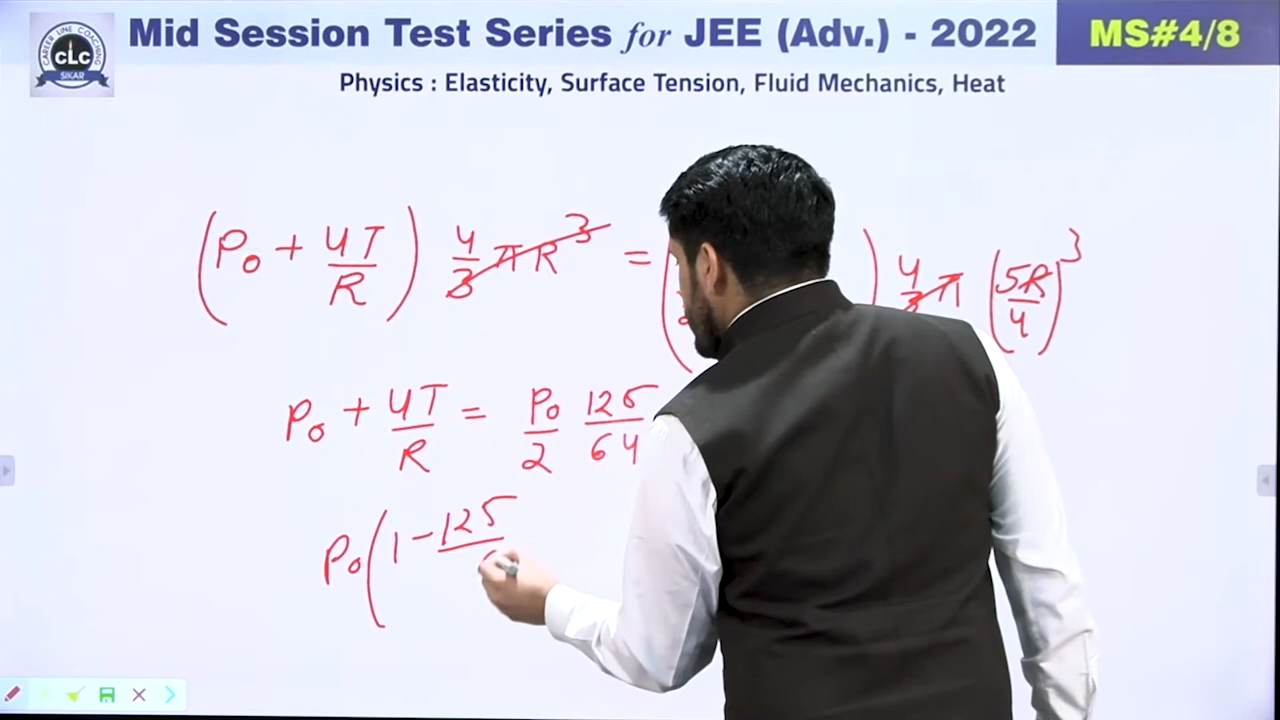 Mid Session Test Series for JEE (Adv.) - 2022
MS#4/8
CAREER LINE COACHING
CLC
SIKAR
Physics : Elasticity, Surface Tension, Fluid Mechanics, Heat
(P₀ + 4T/R) 4/3 πR³ = ( ) 4/3 π (5R/4)³
P₀ + 4T/R = P₀/2 125/64
P₀(1 - 125